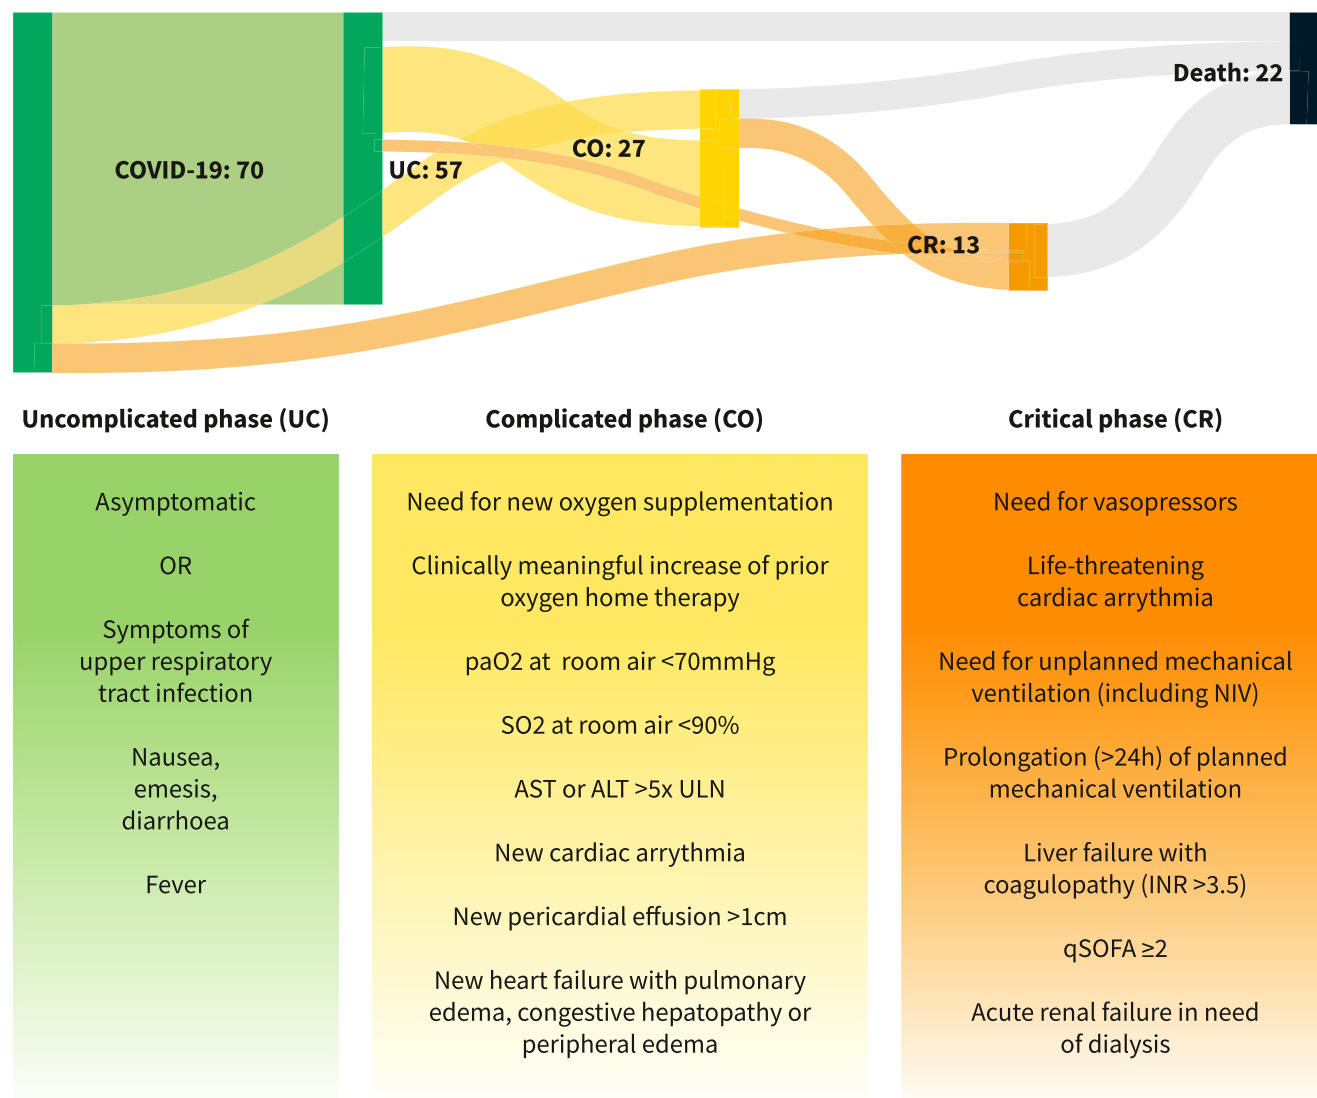 Death: 22
CO: 27
COVID-19: 70
UC: 57
CR: 13
Uncomplicated phase (UC)
Asymptomatic
OR
Symptoms of
upper respiratory
tract infection
Nausea,
emesis,
diarrhoea
Fever
Complicated phase (CO)
Need for new oxygen supplementation
Clinically meaningful increase of prior
oxygen home therapy
paO2 at room air <70mmHg
SO2 at room air <90%
AST or ALT >5x ULN
New cardiac arrythmia
New pericardial effusion >1cm
New heart failure with pulmonary
edema, congestive hepatopathy or
peripheral edema
Critical phase (CR)
Need for vasopressors
Life-threatening
cardiac arrythmia
Need for unplanned mechanical
ventilation (including NIV)
Prolongation (>24h) of planned
mechanical ventilation
Liver failure with
coagulopathy (INR >3.5)
qSOFA ≥2
Acute renal failure in need
of dialysis